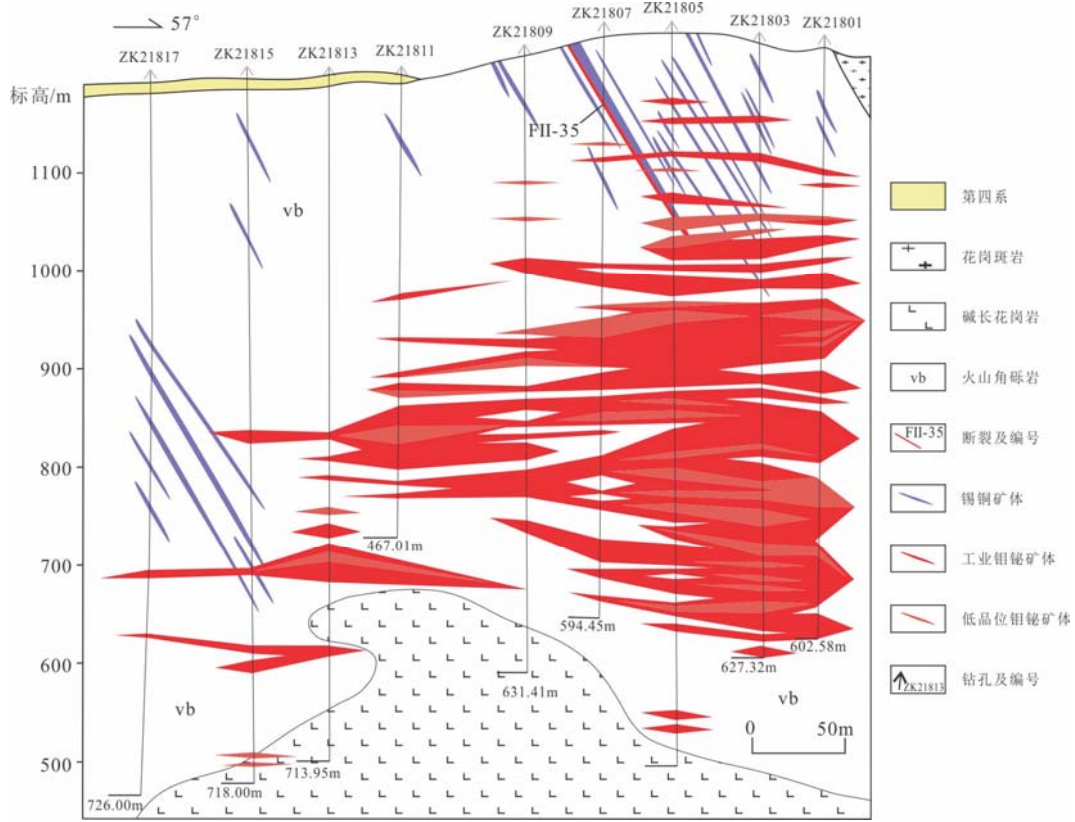 57°
ZK21817
ZK21815
ZK21813
ZK21811
ZK21809
ZK21807
ZK21805
ZK21803
ZK21801
标高/m
1100
1000
900
800
700
600
500
FII-35
vb
vb
vb
467.01m
594.45m
602.58m
627.32m
631.41m
713.95m
718.00m
726.00m
0 50m
第四系
花岗斑岩
碱长花岗岩
vb 火山角砾岩
FII-35 断裂及编号
锡铜矿体
工业钼铋矿体
低品位钼铋矿体
ZK21813 钻孔及编号